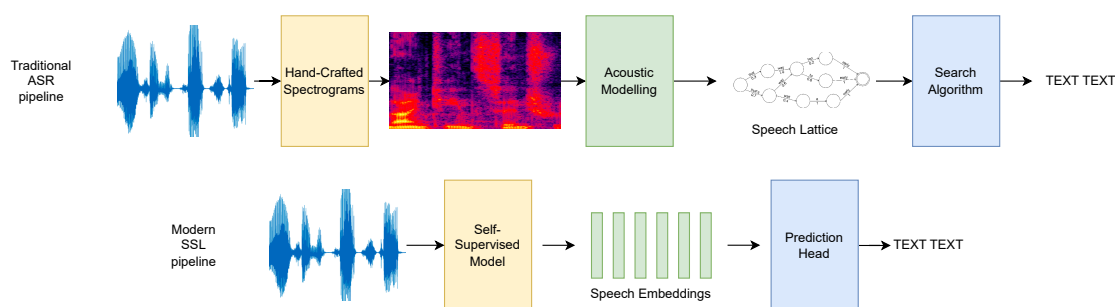 Traditional
ASR
pipeline
Hand-Crafted
Spectrograms
Acoustic
Modelling
Speech Lattice
Search
Algorithm
TEXT TEXT
Modern
SSL
pipeline
Self-
Supervised
Model
Speech Embeddings
Prediction
Head
TEXT TEXT